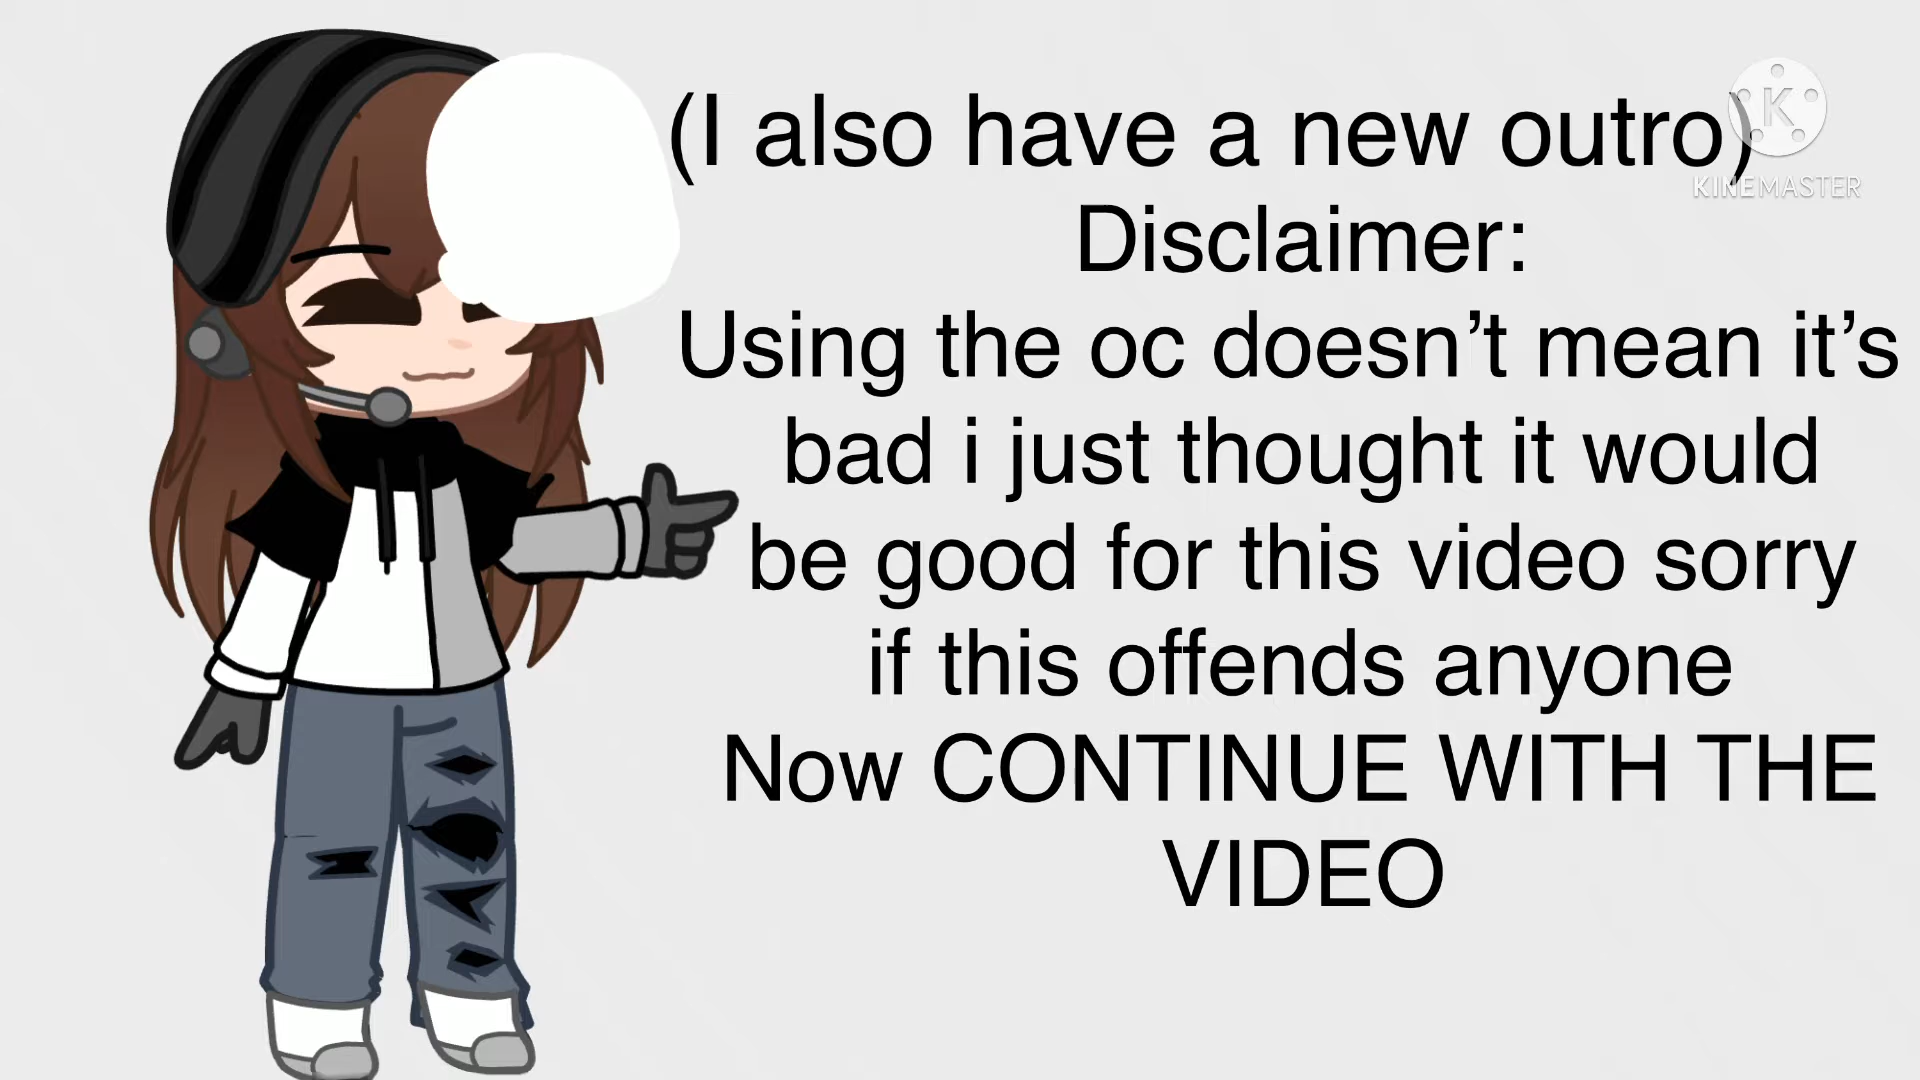 (I also have a new outro)
KINEMASTER
Disclaimer:
Using the oc doesn’t mean it’s
bad i just thought it would
be good for this video sorry
if this offends anyone
Now CONTINUE WITH THE
VIDEO